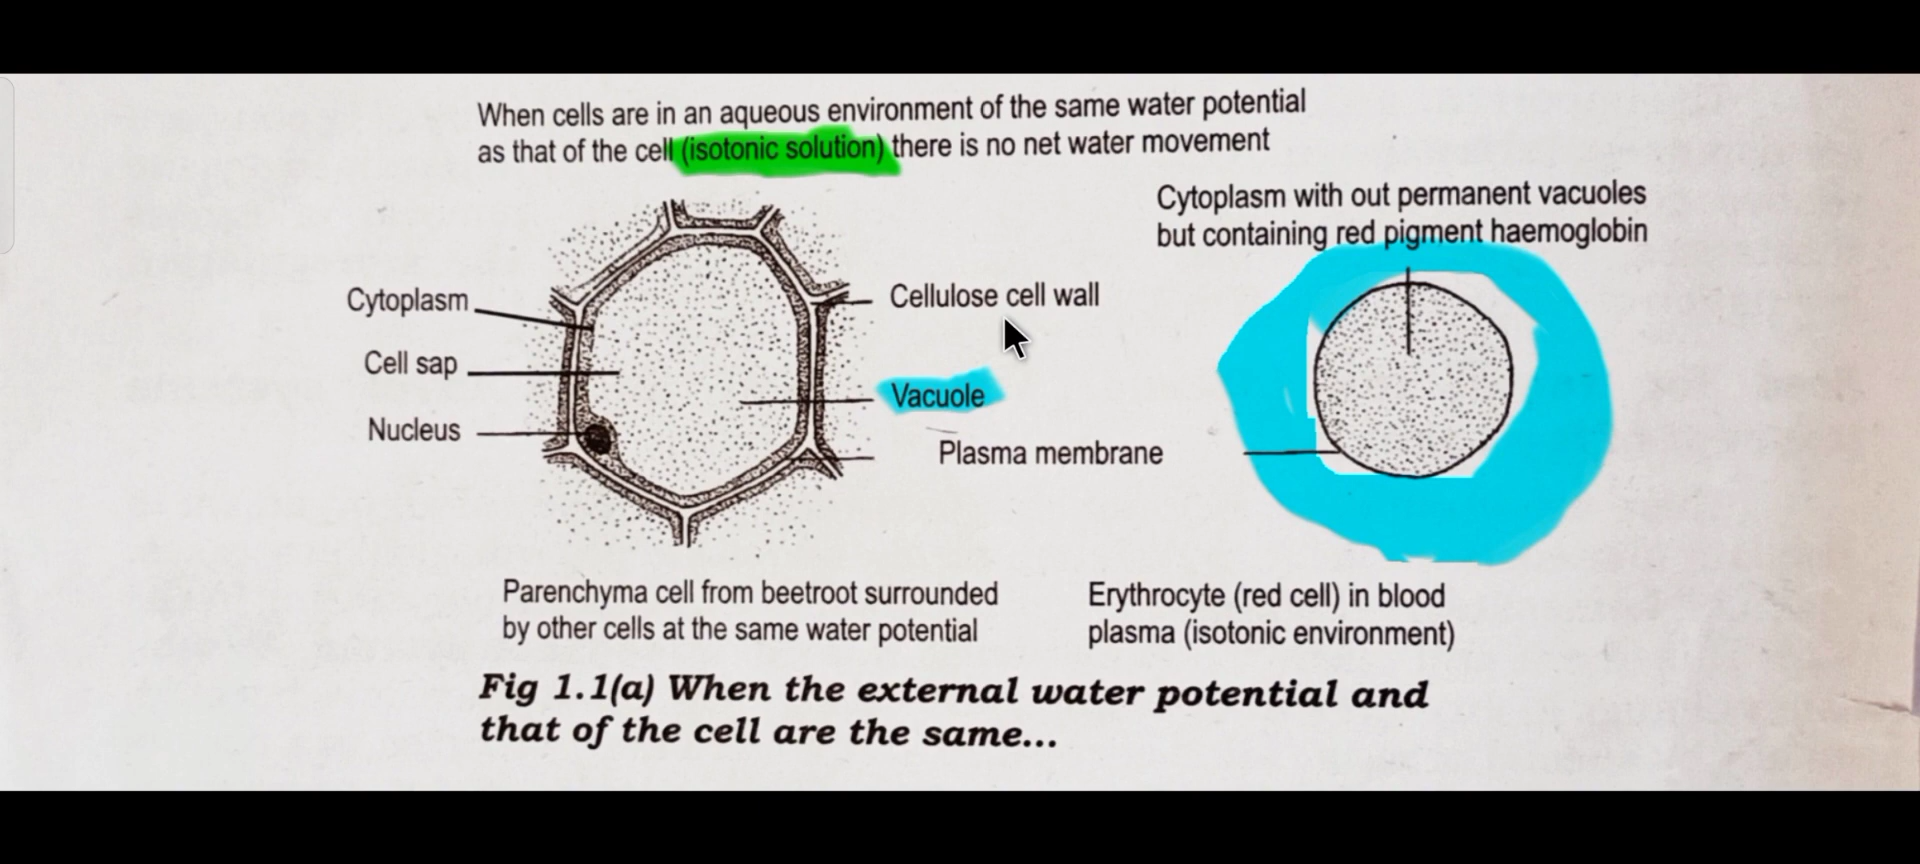 When cells are in an aqueous environment of the same water potential
as that of the cell (isotonic solution) there is no net water movement
Cytoplasm with out permanent vacuoles
but containing red pigment haemoglobin
Cytoplasm
Cellulose cell wall
Cell sap
Vacuole
Nucleus
Plasma membrane
Parenchyma cell from beetroot surrounded
by other cells at the same water potential
Erythrocyte (red cell) in blood
plasma (isotonic environment)
Fig 1.1(a) When the external water potential and
that of the cell are the same...